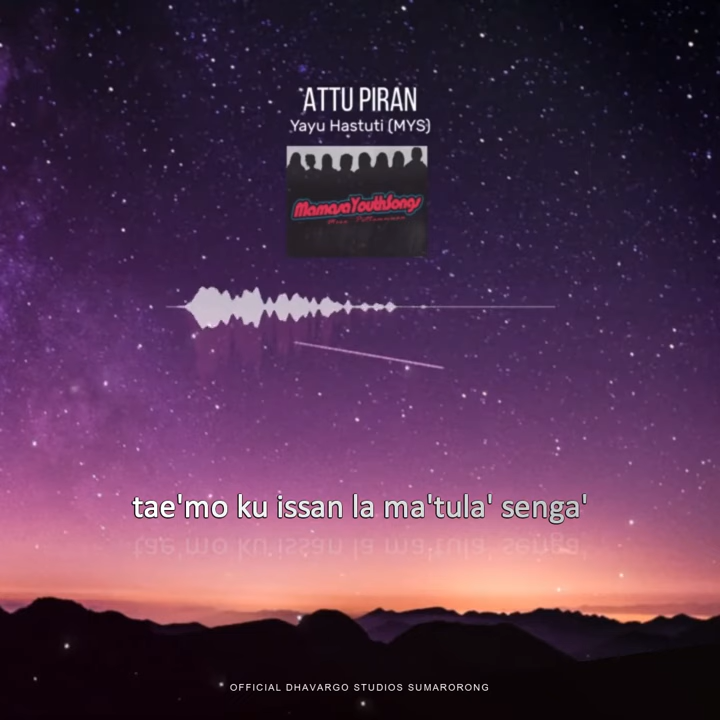 ATTU PIRAN
Yayu Hastuti (MYS)
MamasaYouthSongs
tae'mo ku issan la ma'tula' senga'
OFFICIAL DHAVARGO STUDIOS SUMARORONG